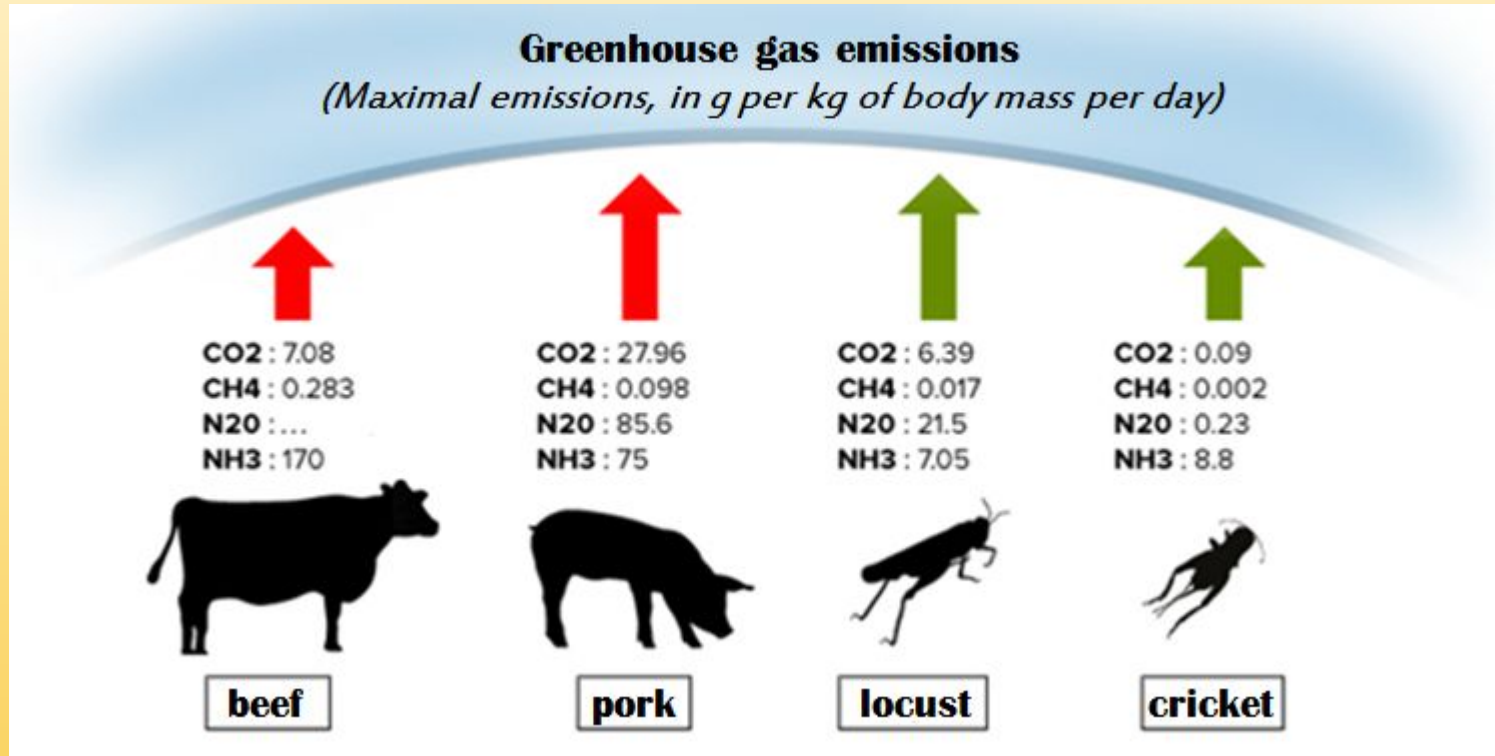 Greenhouse gas emissions
(Maximal emissions, in g per kg of body mass per day)
CO2 : 7.08
CH4 : 0.283
N20 :...
NH3 : 170
beef
CO2 : 27.96
CH4 : 0.098
N20 : 85.6
NH3 : 75
pork
CO2 : 6.39
CH4 : 0.017
N20 : 21.5
NH3 : 7.05
locust
CO2 : 0.09
CH4 : 0.002
N20 : 0.23
NH3 : 8.8
cricket